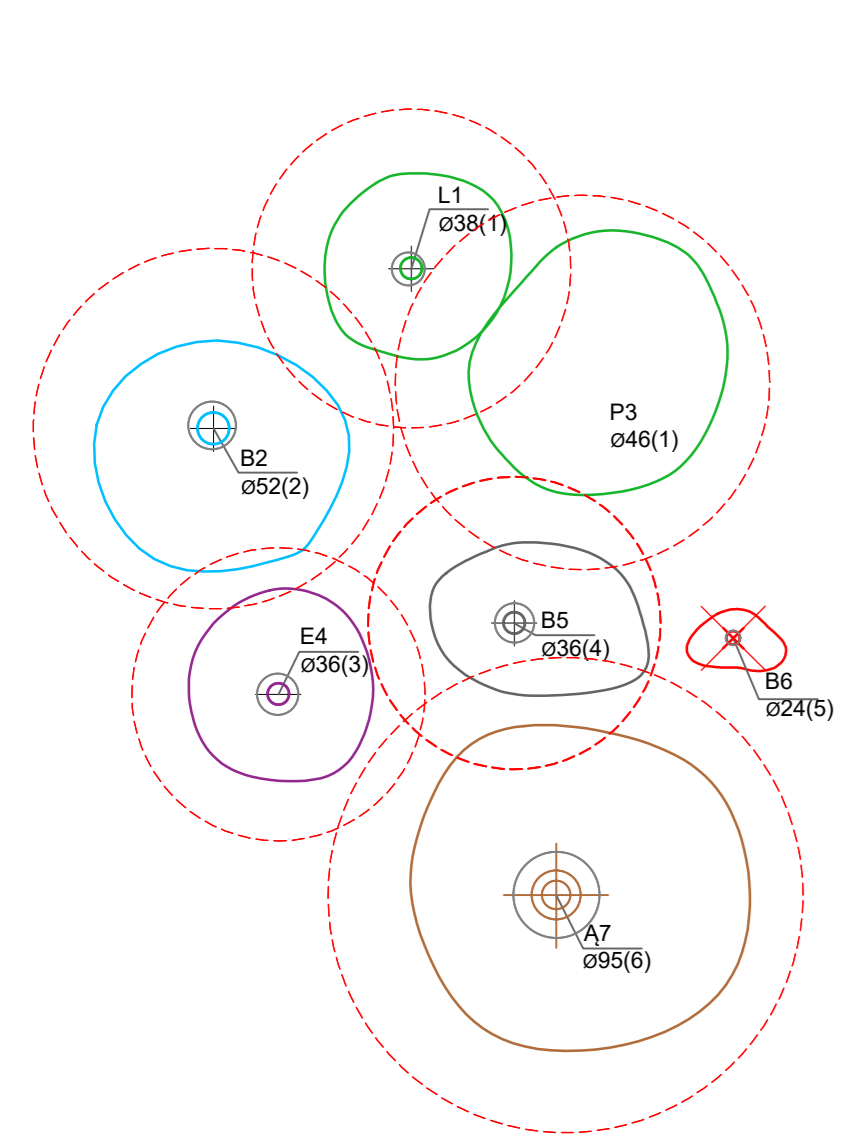 L1
Ø38(1)
P3
Ø46(1)
B2
Ø52(2)
B5
Ø36(4)
E4
Ø36(3)
B6
Ø24(5)
Ą7
Ø95(6)